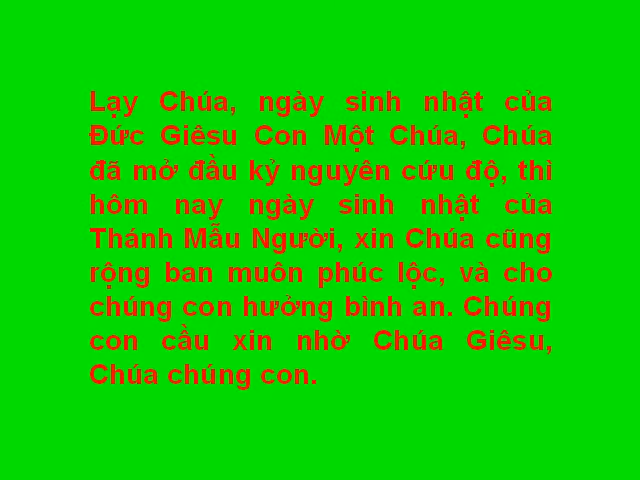 Lạy Chúa, ngày sinh nhật của
Đức Giêsu Con Một Chúa, Chúa
đã mở đầu kỷ nguyên cứu độ, thì
hôm nay ngày sinh nhật của
Thánh Mẫu Người, xin Chúa cũng
rộng ban muôn phúc lộc, và cho
chúng con hưởng bình an. Chúng
con cầu xin nhờ Chúa Giêsu,
Chúa chúng con.